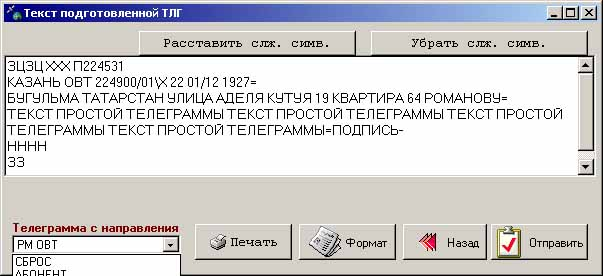 Текст подготовленной ТЛГ
Расставить слж. симв. Убрать слж. симв.
ЗЦЗЦ ХХХ П224531
КАЗАНЬ ОВТ 224900/01\Х 22 01/12 1927=
БУГУЛЬМА ТАТАРСТАН УЛИЦА АДЕЛЯ КУТУЯ 19 КВАРТИРА 64 РОМАНОВУ=
ТЕКСТ ПРОСТОЙ ТЕЛЕГРАММЫ ТЕКСТ ПРОСТОЙ ТЕЛЕГРАММЫ ТЕКСТ ПРОСТОЙ
ТЕЛЕГРАММЫ ТЕКСТ ПРОСТОЙ ТЕЛЕГРАММЫ=ПОДПИСЬ-
НННН
ЗЗ
Телеграмма с направления
РМ ОВТ
СБРОС
АБОНЕНТ
Печать Формат Назад Отправить